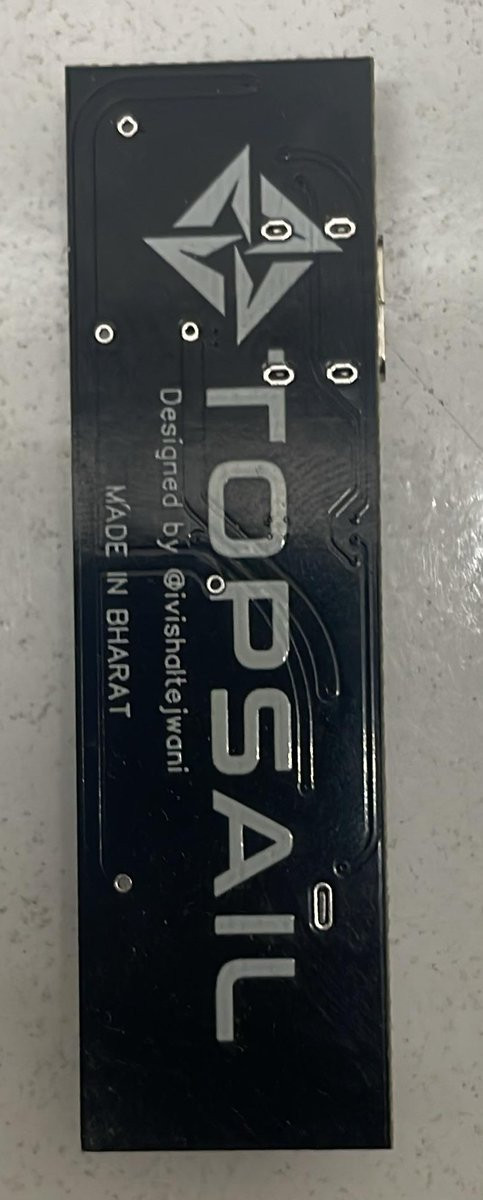 TOPSAIL
Designed by @ivishaltejwani
MADE IN BHARAT